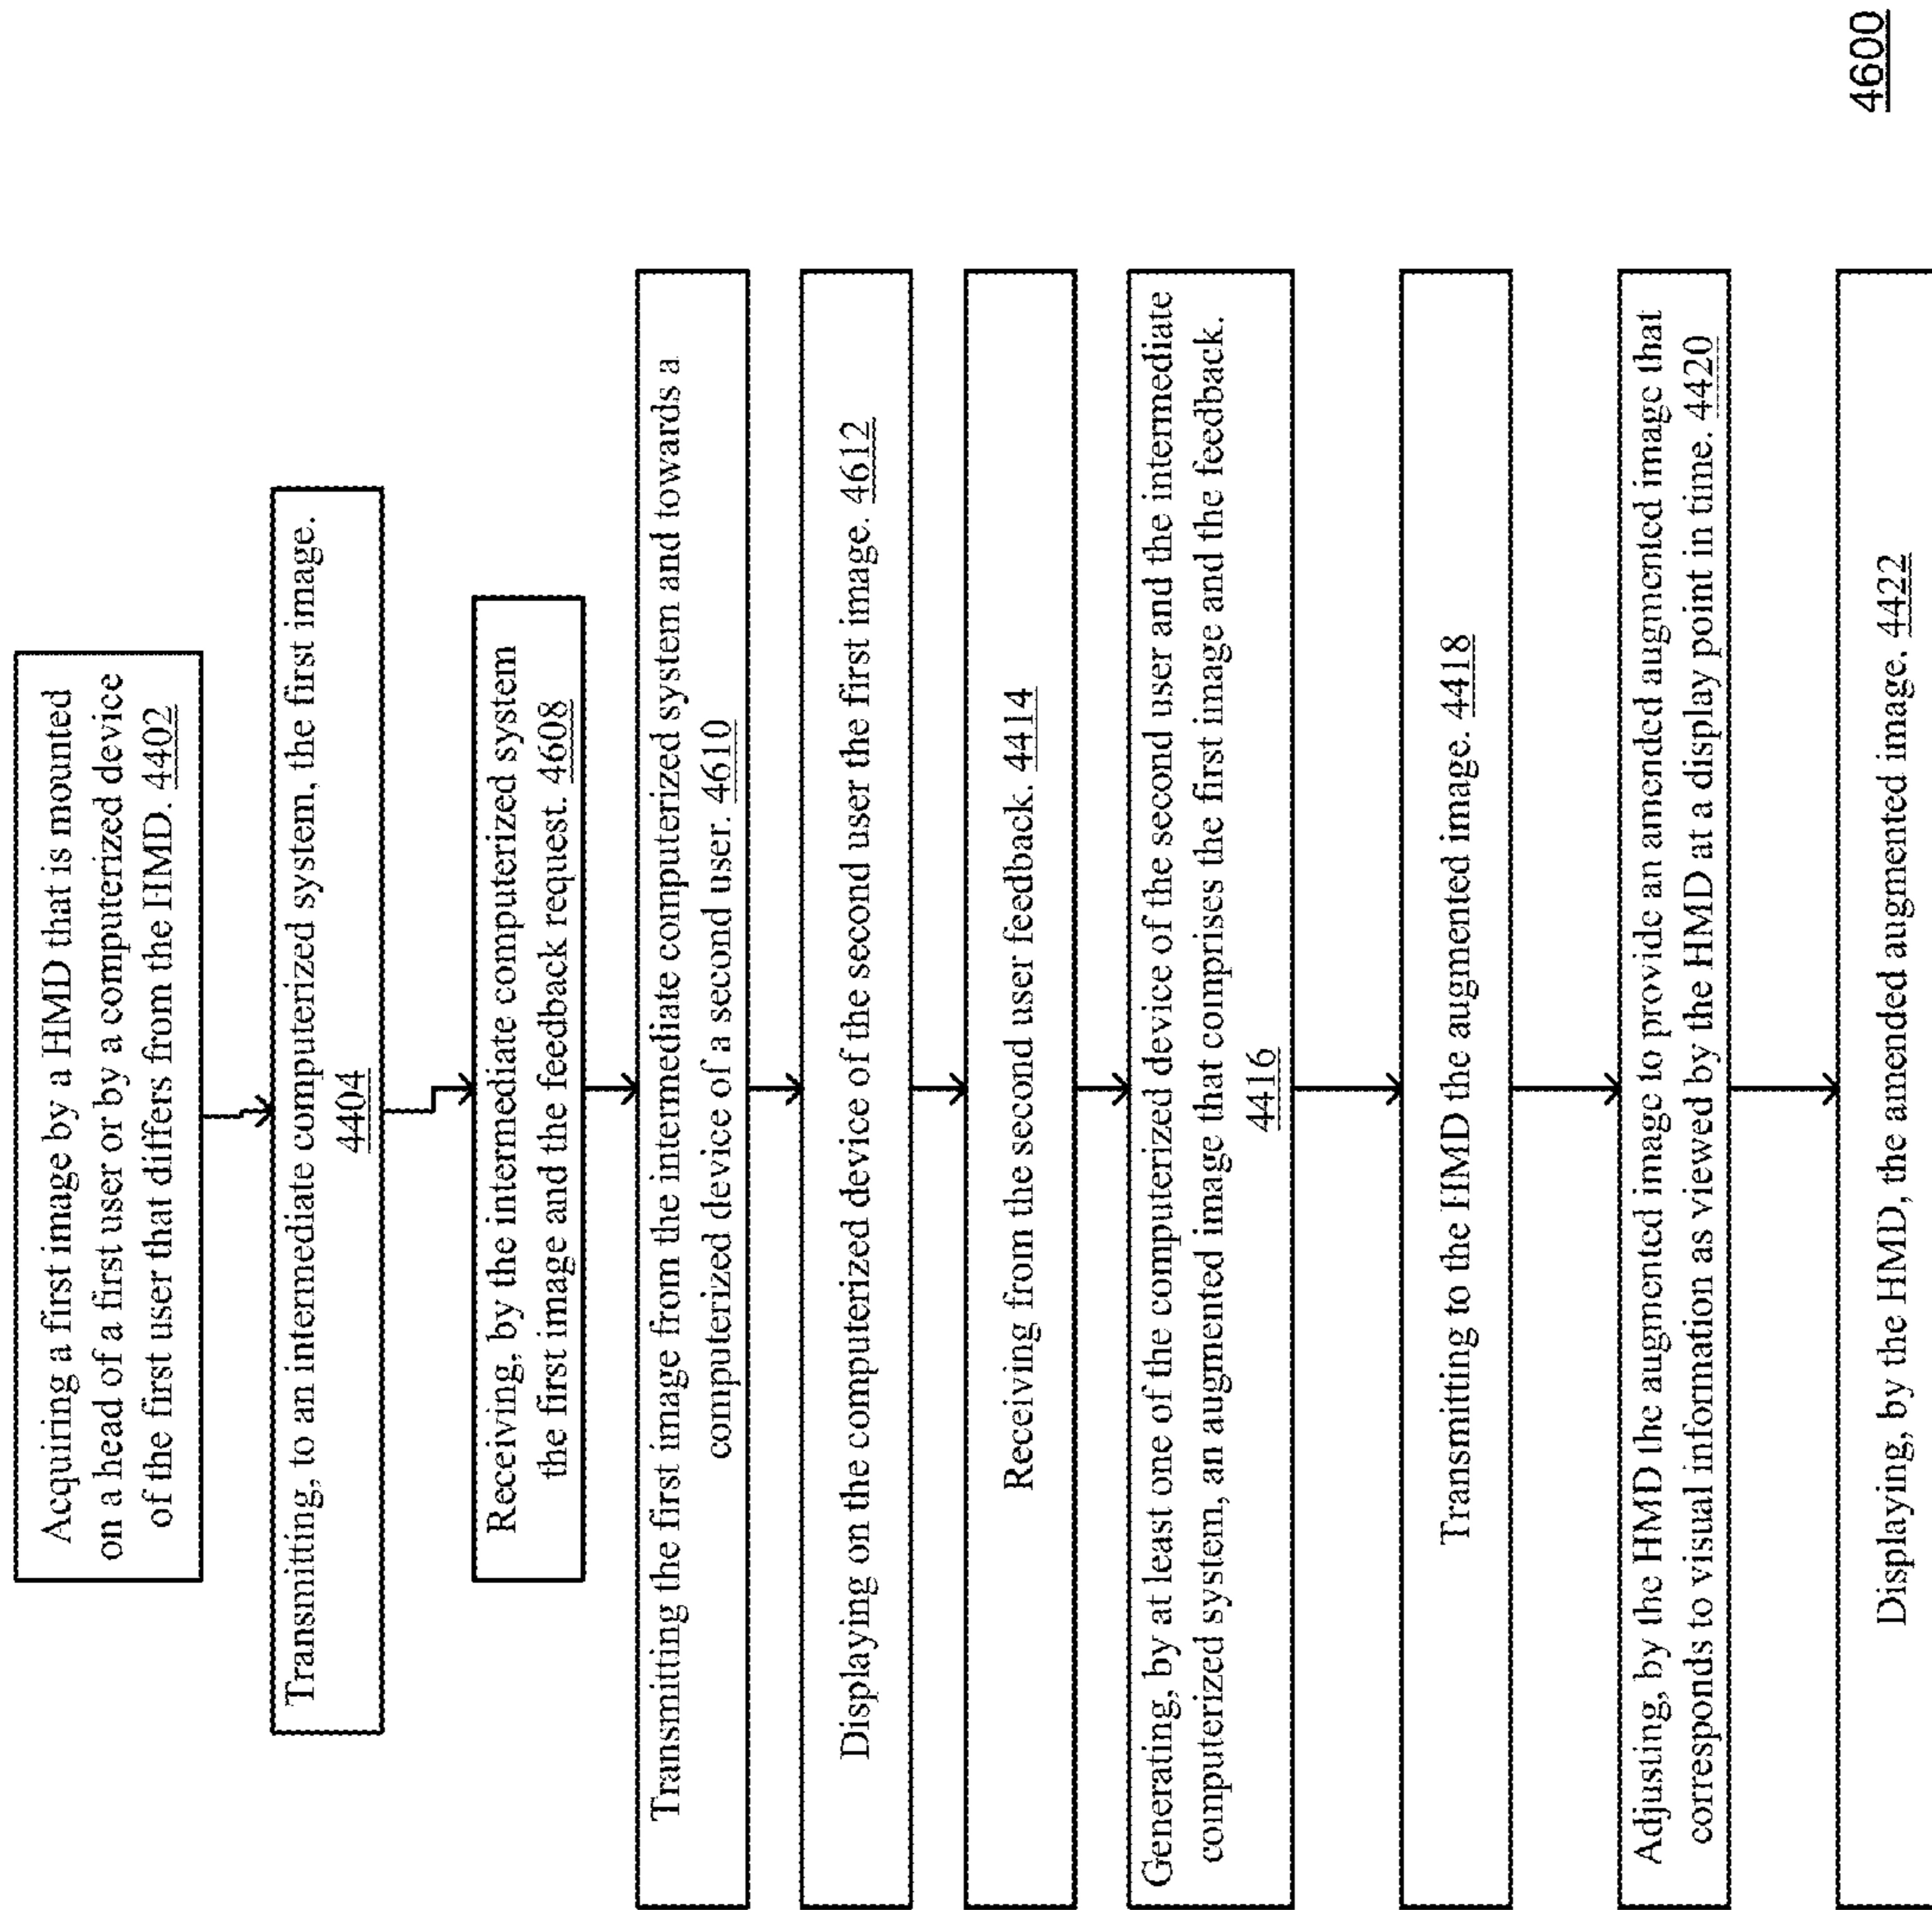 Acquiring a first image by a HMD that is mounted
on a head of a first user or by a computerized device
of the first user that differs from the HMD. 4402
Transmitting, to an intermediate computerized system, the first image.
4404
Receiving, by the intermediate computerized system
the first image and the feedback request. 4608
Transmitting the first image from the intermediate computerized system and towards a
computerized device of a second user. 4610
Displaying on the computerized device of the second user the first image. 4612
Receiving from the second user feedback. 4414
Generating, by at least one of the computerized device of the second user and the intermediate
computerized system, an augmented image that comprises the first image and the feedback.
4416
Transmitting to the HMD the augmented image. 4418
Adjusting, by the HMD the augmented image to provide an amended augmented image that
corresponds to visual information as viewed by the HMD at a display point in time. 4420
Displaying, by the HMD, the amended augmented image. 4422
4600